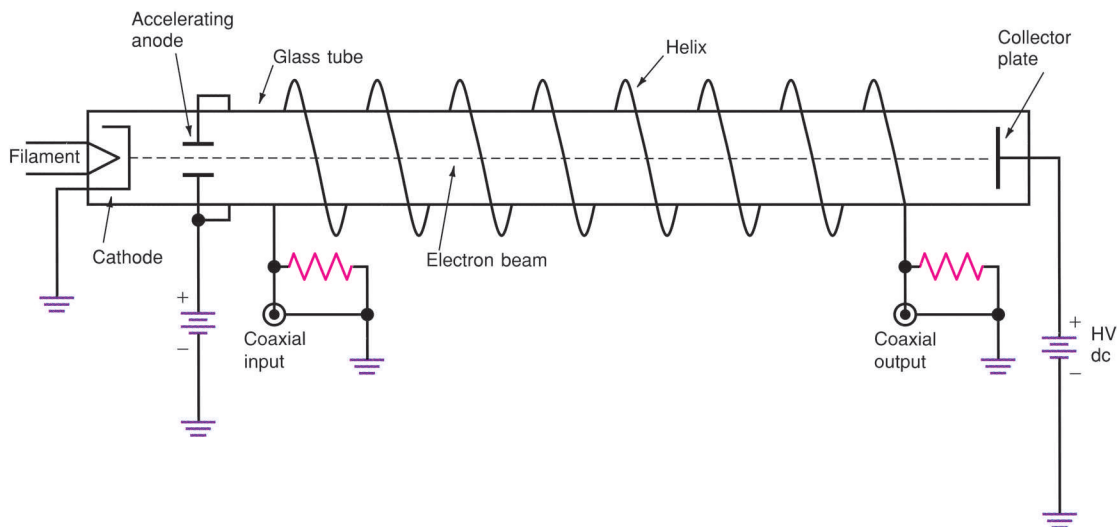 Accelerating
anode
Glass tube
Helix
Collector
plate
Filament
Cathode
Electron beam
+
−
Coaxial
input
Coaxial
output
+
−
HV
dc